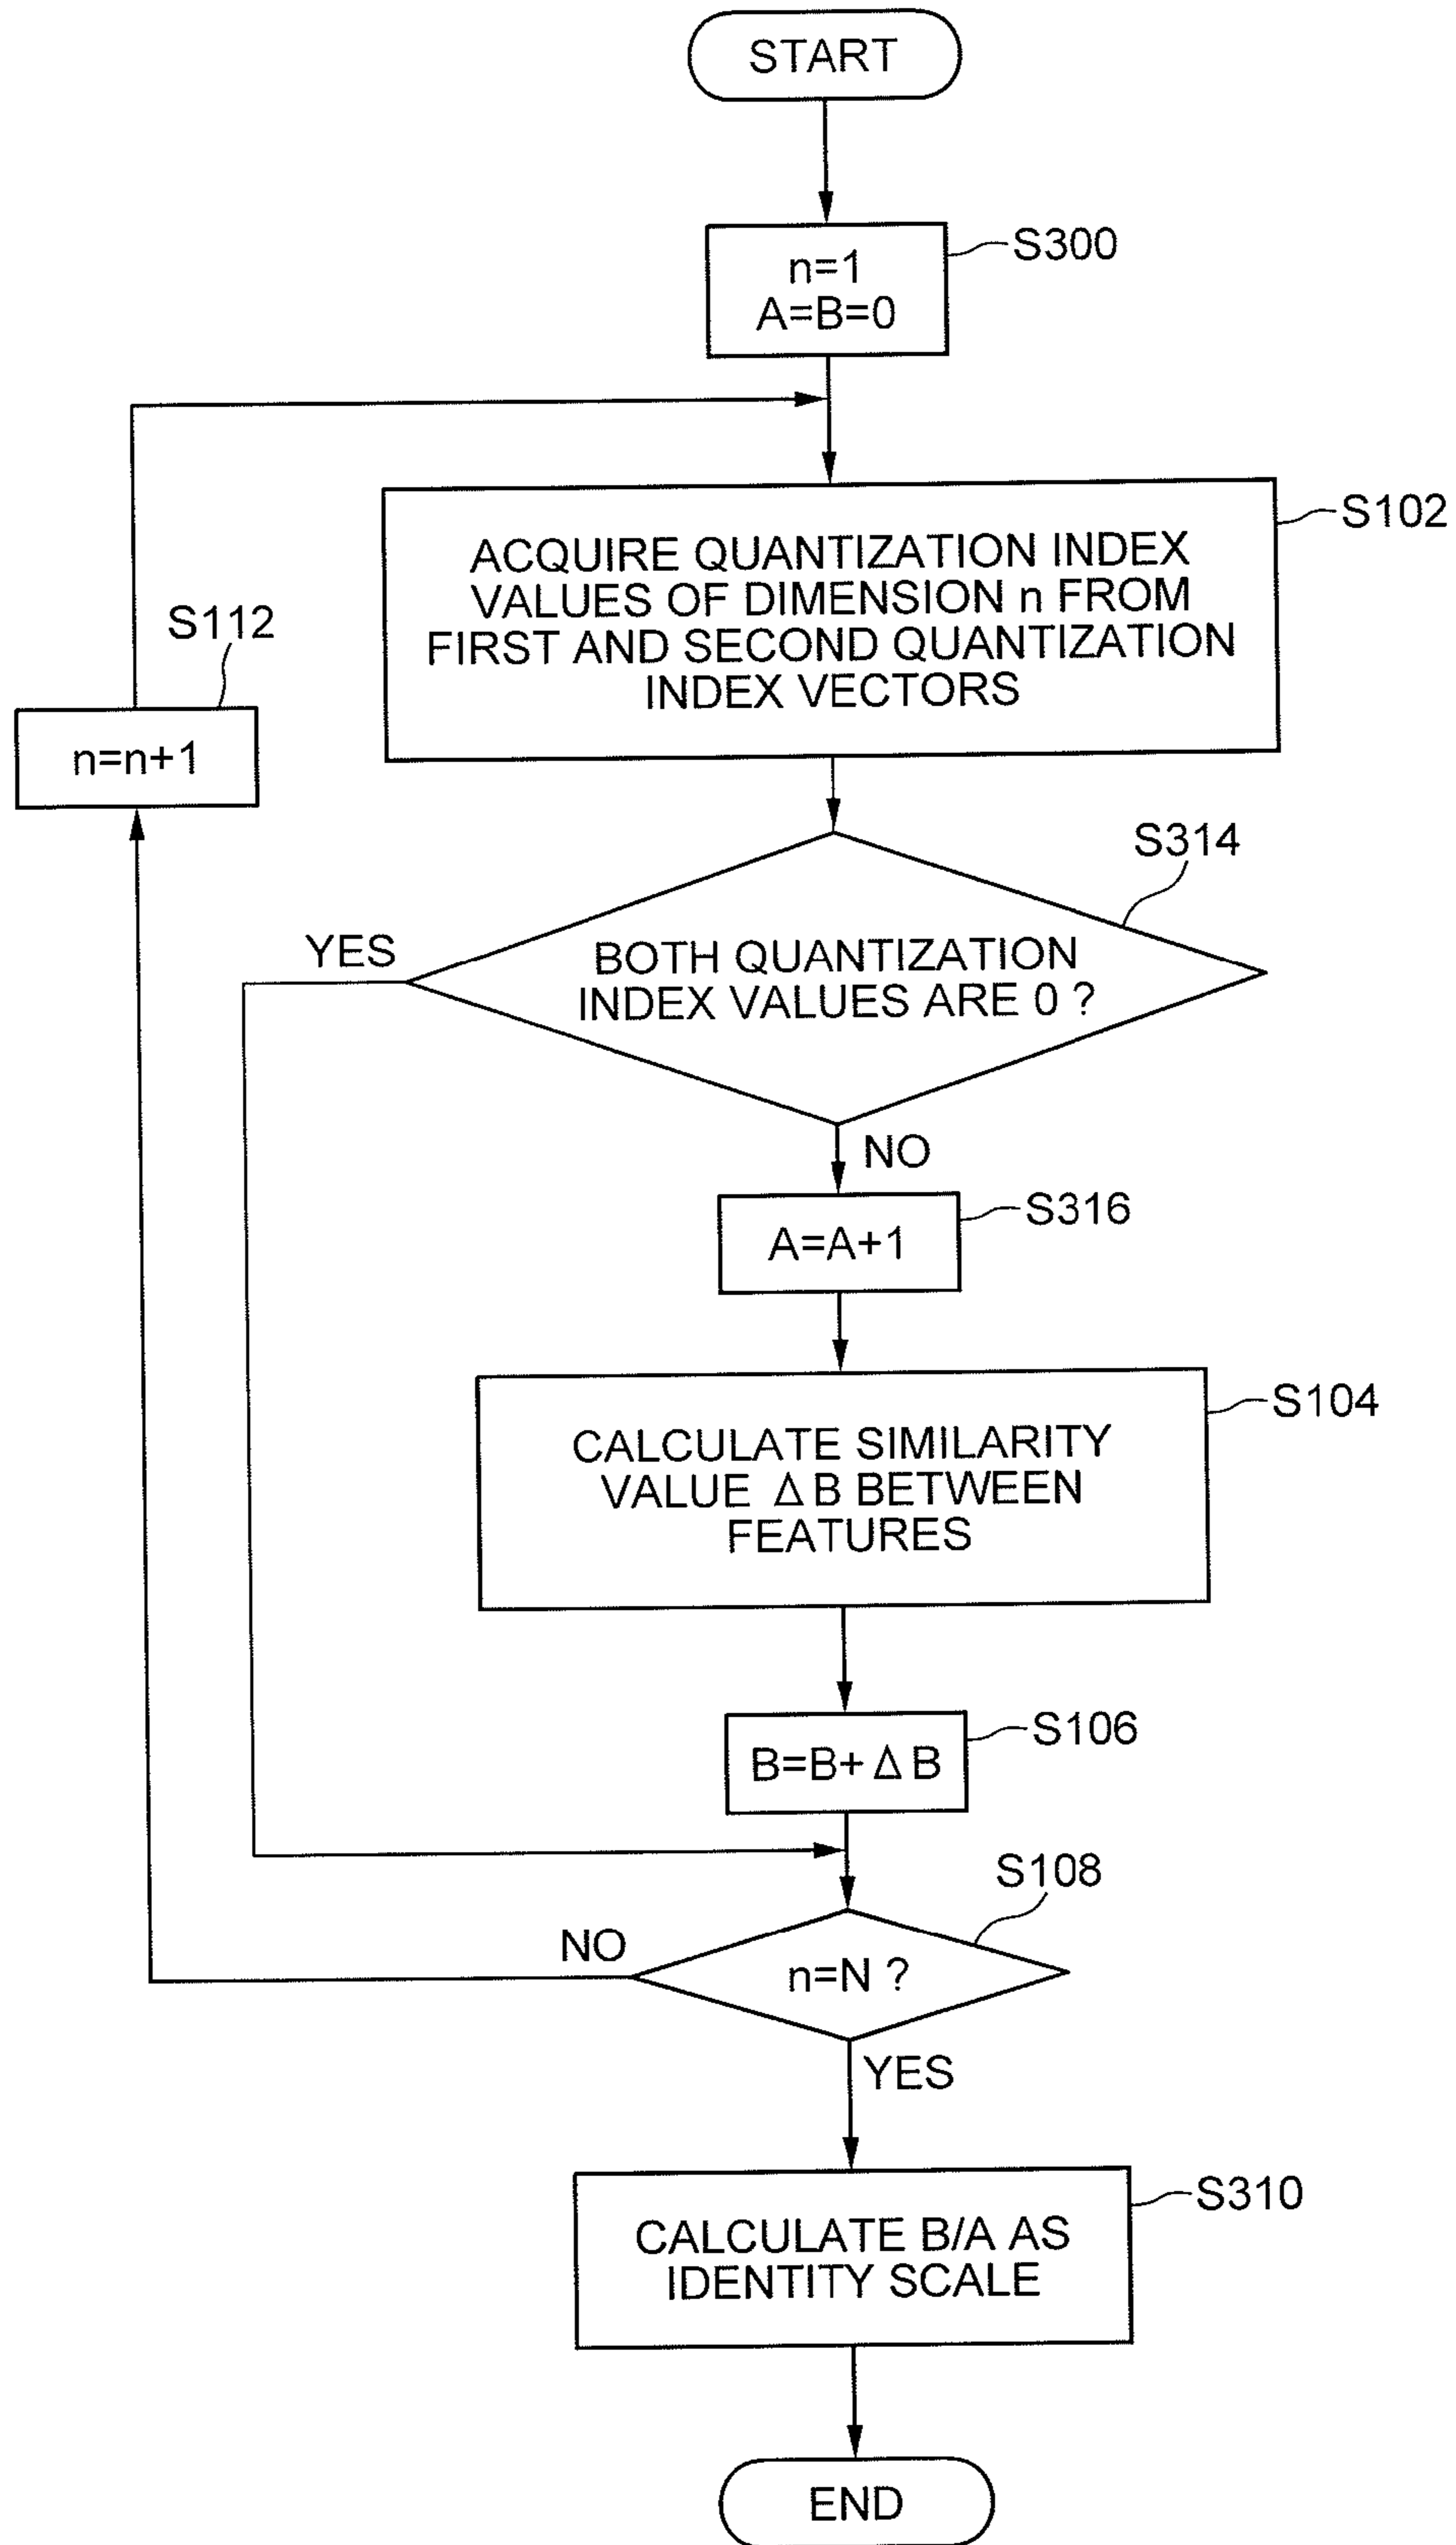 START
S300
n=1
A=B=0
S102
ACQUIRE QUANTIZATION INDEX
VALUES OF DIMENSION n FROM
FIRST AND SECOND QUANTIZATION
INDEX VECTORS
S112
n=n+1
S314
YES
BOTH QUANTIZATION
INDEX VALUES ARE 0 ?
NO
S316
A=A+1
S104
CALCULATE SIMILARITY
VALUE Δ B BETWEEN
FEATURES
S106
B=B+ Δ B
S108
NO
n=N ?
YES
S310
CALCULATE B/A AS
IDENTITY SCALE
END